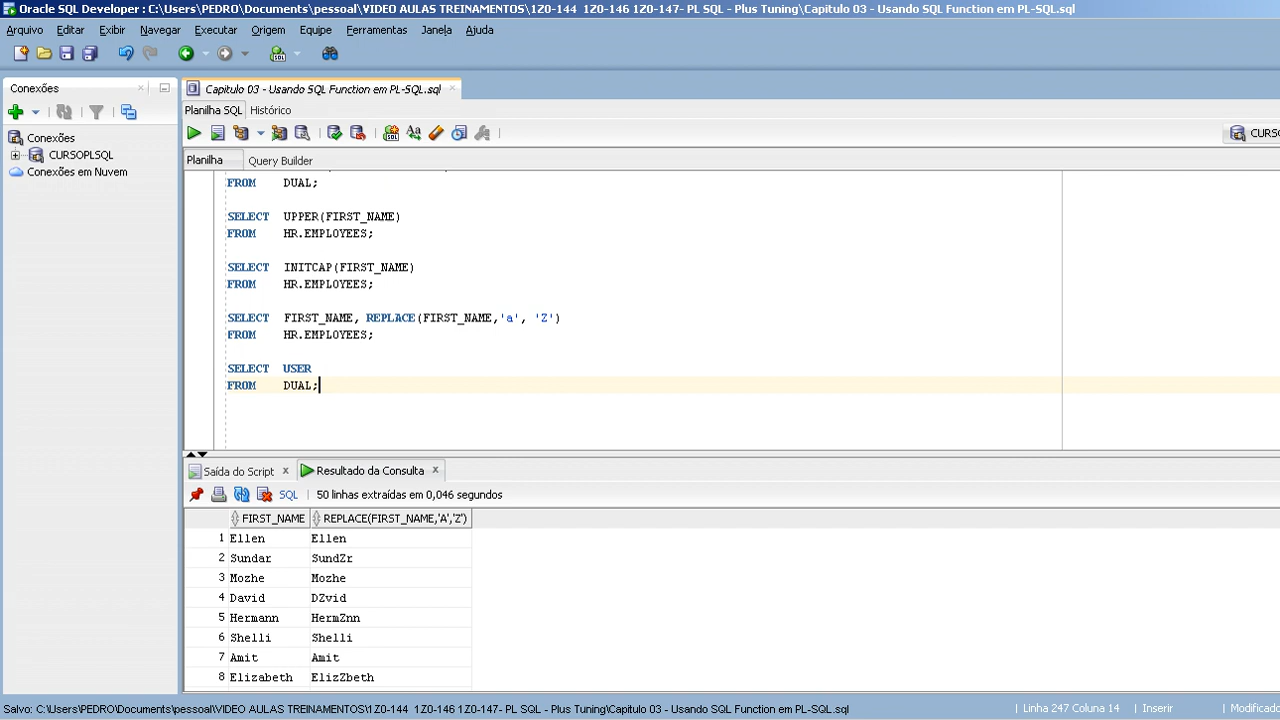 Oracle SQL Developer : C:\Users\PEDRO\Documents\pessoal\VIDEO AULAS TREINAMENTOS\1Z0-144 1Z0-146 1Z0-147- PL SQL - Plus Tuning\Capitulo 03 - Usando SQL Function em PL-SQL.sql
Arquivo Editar Exibir Navegar Executar Origem Equipe Ferramentas Janela Ajuda
Conexões
Capitulo 03 - Usando SQL Function em PL-SQL.sql
Planilha SQL Histórico
CURSO
Conexões
CURSOPLSQL
Conexões em Nuvem
Planilha Query Builder
FROM DUAL;
SELECT UPPER(FIRST_NAME)
FROM HR.EMPLOYEES;
SELECT INITCAP(FIRST_NAME)
FROM HR.EMPLOYEES;
SELECT FIRST_NAME, REPLACE(FIRST_NAME,'a', 'Z')
FROM HR.EMPLOYEES;
SELECT USER
FROM DUAL;
Saída do Script Resultado da Consulta
SQL 50 linhas extraídas em 0,046 segundos
FIRST_NAME REPLACE(FIRST_NAME,'A','Z')
1 Ellen Ellen
2 Sundar SundZr
3 Mozhe Mozhe
4 David DZvid
5 Hermann HermZnn
6 Shelli Shelli
7 Amit Amit
8 Elizabeth ElizZbeth
Salvo: C:\Users\PEDRO\Documents\pessoal\VIDEO AULAS TREINAMENTOS\1Z0-144 1Z0-146 1Z0-147- PL SQL - Plus Tuning\Capitulo 03 - Usando SQL Function em PL-SQL.sql
Linha 247 Coluna 14 Inserir Modificado